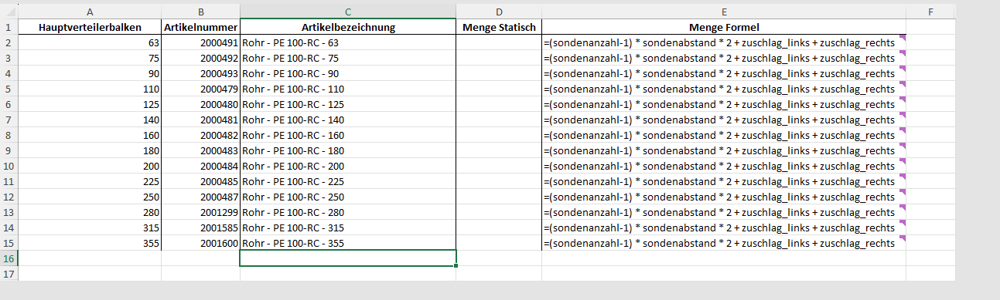 A B C D E F
1 Hauptverteilerbalken Artikelnummer Artikelbezeichnung Menge Statisch Menge Formel
2 63 2000491 Rohr - PE 100-RC - 63 =(sondenanzahl-1) * sondenabstand * 2 + zuschlag_links + zuschlag_rechts
3 75 2000492 Rohr - PE 100-RC - 75 =(sondenanzahl-1) * sondenabstand * 2 + zuschlag_links + zuschlag_rechts
4 90 2000493 Rohr - PE 100-RC - 90 =(sondenanzahl-1) * sondenabstand * 2 + zuschlag_links + zuschlag_rechts
5 110 2000479 Rohr - PE 100-RC - 110 =(sondenanzahl-1) * sondenabstand * 2 + zuschlag_links + zuschlag_rechts
6 125 2000480 Rohr - PE 100-RC - 125 =(sondenanzahl-1) * sondenabstand * 2 + zuschlag_links + zuschlag_rechts
7 140 2000481 Rohr - PE 100-RC - 140 =(sondenanzahl-1) * sondenabstand * 2 + zuschlag_links + zuschlag_rechts
8 160 2000482 Rohr - PE 100-RC - 160 =(sondenanzahl-1) * sondenabstand * 2 + zuschlag_links + zuschlag_rechts
9 180 2000483 Rohr - PE 100-RC - 180 =(sondenanzahl-1) * sondenabstand * 2 + zuschlag_links + zuschlag_rechts
10 200 2000484 Rohr - PE 100-RC - 200 =(sondenanzahl-1) * sondenabstand * 2 + zuschlag_links + zuschlag_rechts
11 225 2000485 Rohr - PE 100-RC - 225 =(sondenanzahl-1) * sondenabstand * 2 + zuschlag_links + zuschlag_rechts
12 250 2000487 Rohr - PE 100-RC - 250 =(sondenanzahl-1) * sondenabstand * 2 + zuschlag_links + zuschlag_rechts
13 280 2001299 Rohr - PE 100-RC - 280 =(sondenanzahl-1) * sondenabstand * 2 + zuschlag_links + zuschlag_rechts
14 315 2001585 Rohr - PE 100-RC - 315 =(sondenanzahl-1) * sondenabstand * 2 + zuschlag_links + zuschlag_rechts
15 355 2001600 Rohr - PE 100-RC - 355 =(sondenanzahl-1) * sondenabstand * 2 + zuschlag_links + zuschlag_rechts
16
17